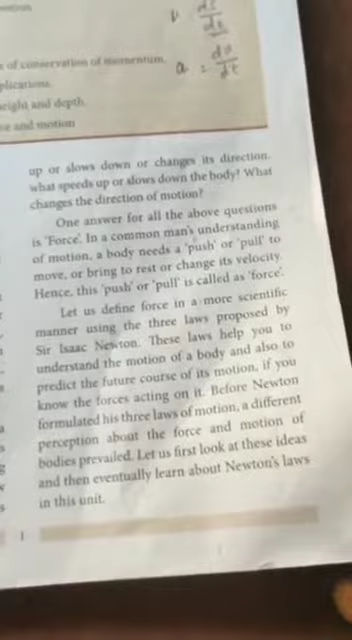 v ds
dt
a = dv
dt
of conservation of momentum.
plications
height and depth
and motion
up or slows down or changes its direction.
what speeds up or slows down the body? What
changes the direction of motion?
One answer for all the above questions
is 'Force'. In a common man's understanding
of motion, a body needs a 'push' or 'pull' to
move, or bring to rest or change its velocity.
Hence, this 'push' or 'pull' is called as 'force'.
Let us define force in a more scientific
manner using the three laws proposed by
Sir Isaac Newton. These laws help you to
understand the motion of a body and also to
predict the future course of its motion, if you
know the forces acting on it. Before Newton
formulated his three laws of motion, a different
perception about the force and motion of
bodies prevailed. Let us first look at these ideas
and then eventually learn about Newton's laws
in this unit.
1